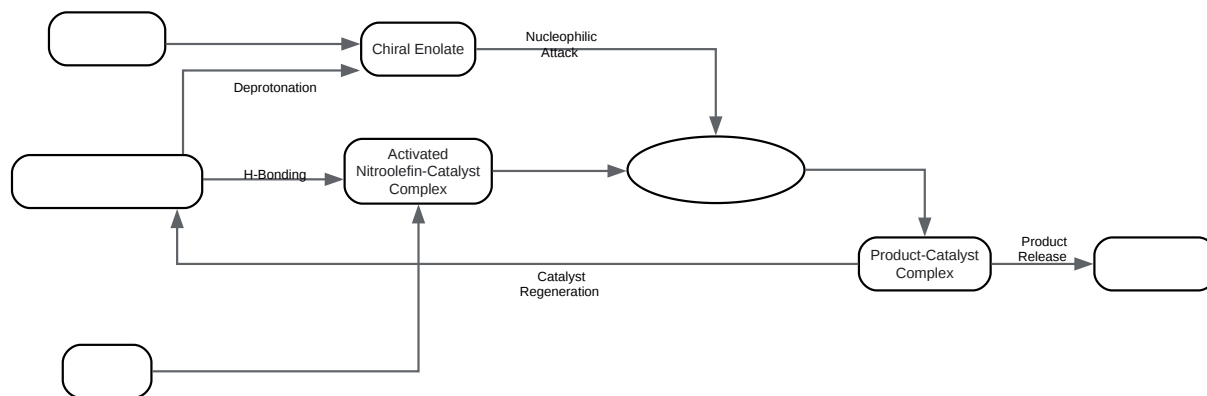 Nucleophilic
Attack
Chiral Enolate
Deprotonation
Activated
Nitroolefin-Catalyst
Complex
H-Bonding
Product-Catalyst
Complex
Product
Release
Catalyst
Regeneration